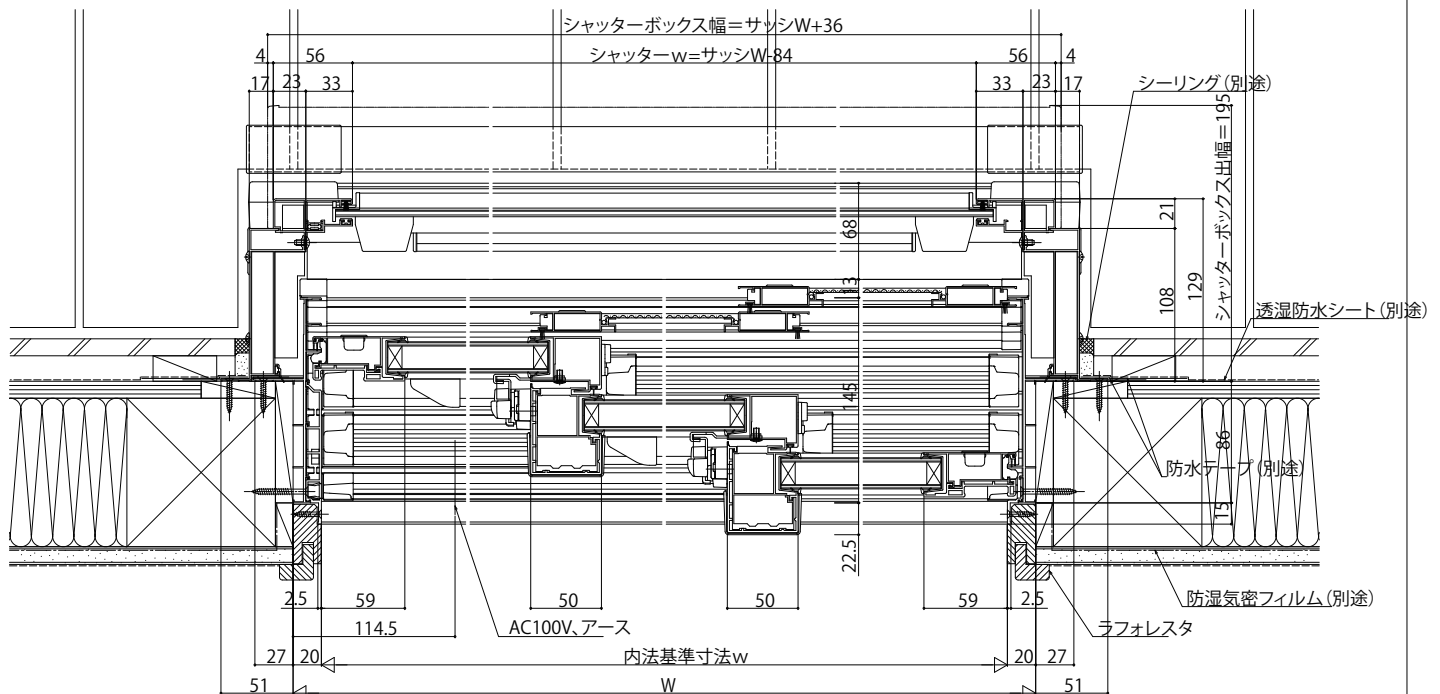 シャッターボックス幅＝サッシW+36
4
56
シャッターw=サッシW-84
56
4
17
23
33
33
23
17
シーリング(別途)
シャッターボックス出幅＝195
21
68
129
108
透湿防水シート(別途)
13
145
86
防水テープ(別途)
15
22.5
2.5
59
50
50
59
2.5
防湿気密フィルム(別途)
114.5
AC100V、アース
ラフォレスタ
27
20
内法基準寸法w
20
27
51
W
51